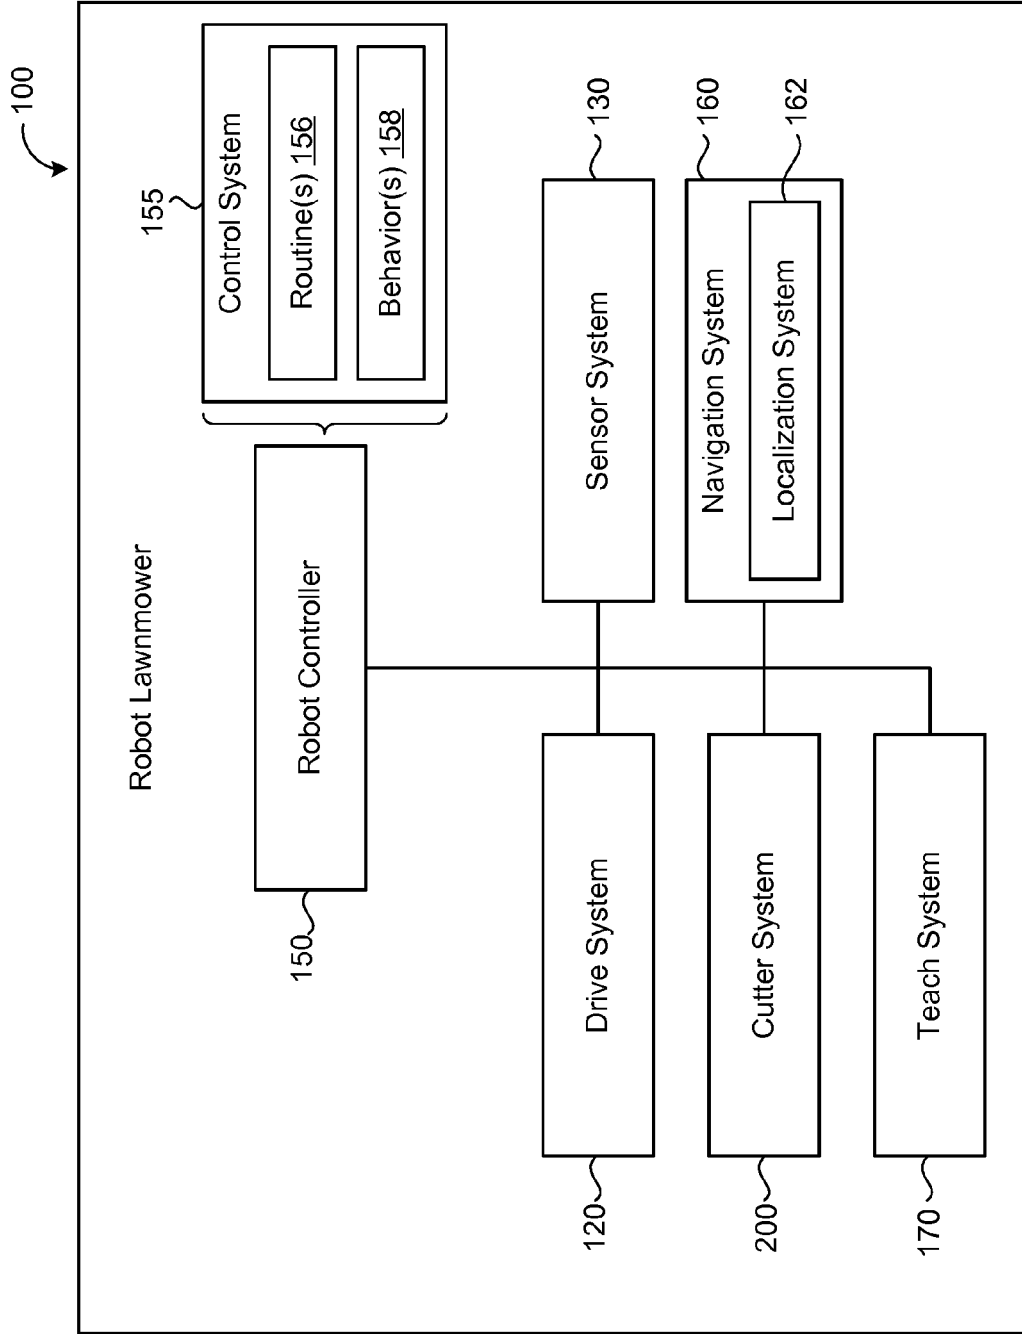 100
Robot Lawnmower
155
Control System
Routine(s) 156
Behavior(s) 158
Robot Controller
150
Drive System
120
Sensor System
130
Cutter System
200
Navigation System
160
Localization System
162
Teach System
170